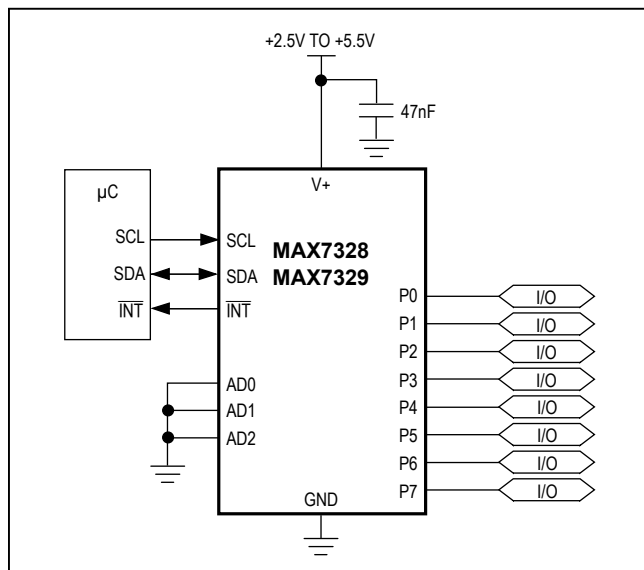 +2.5V TO +5.5V
47nF
V+
µC
SCL
SDA
INT
SCL
SDA
INT
MAX7328
MAX7329
AD0
AD1
AD2
P0
P1
P2
P3
P4
P5
P6
P7
I/O
I/O
I/O
I/O
I/O
I/O
I/O
I/O
GND